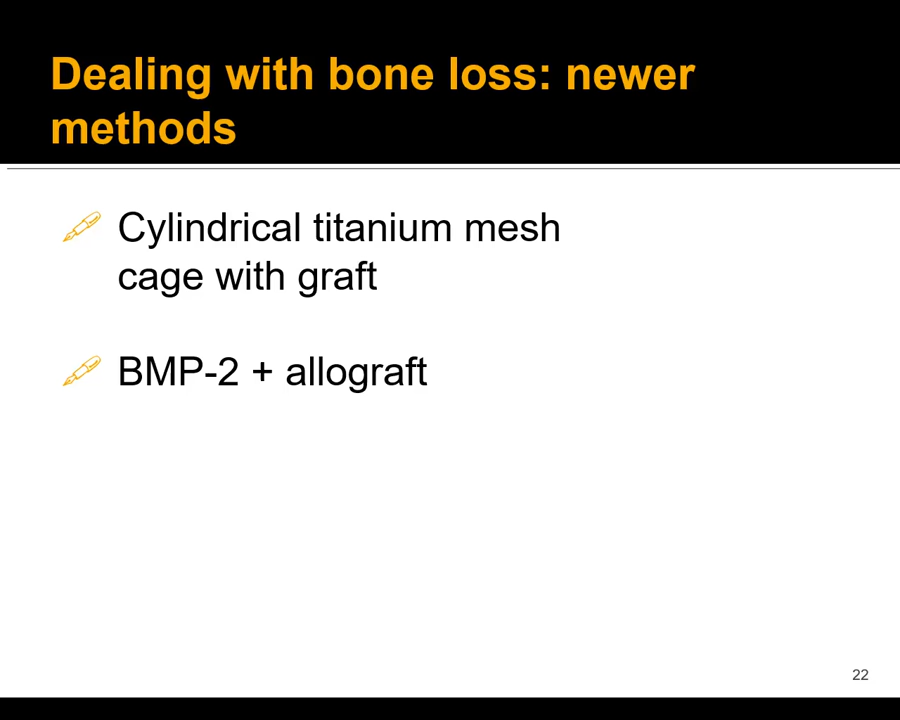 Dealing with bone loss: newer
methods
Cylindrical titanium mesh
cage with graft
BMP-2 + allograft
22